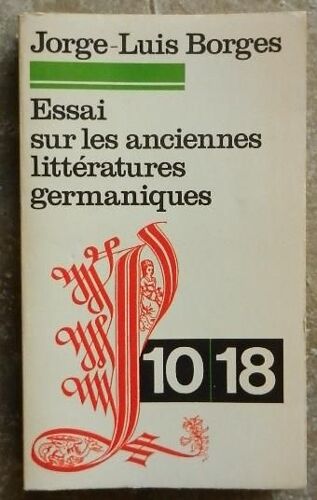 Jorge-Luis Borges
Essai
sur les anciennes
littératures
germaniques
10 18